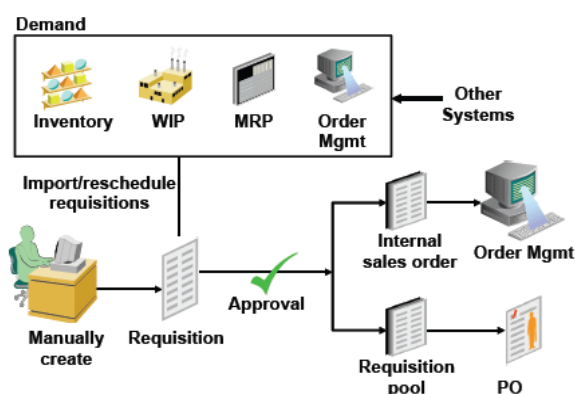 Demand
Inventory
WIP
MRP
Order
Mgmt
Other
Systems
Import/reschedule
requisitions
Manually
create
Requisition
Approval
Internal
sales order
Order Mgmt
Requisition
pool
PO